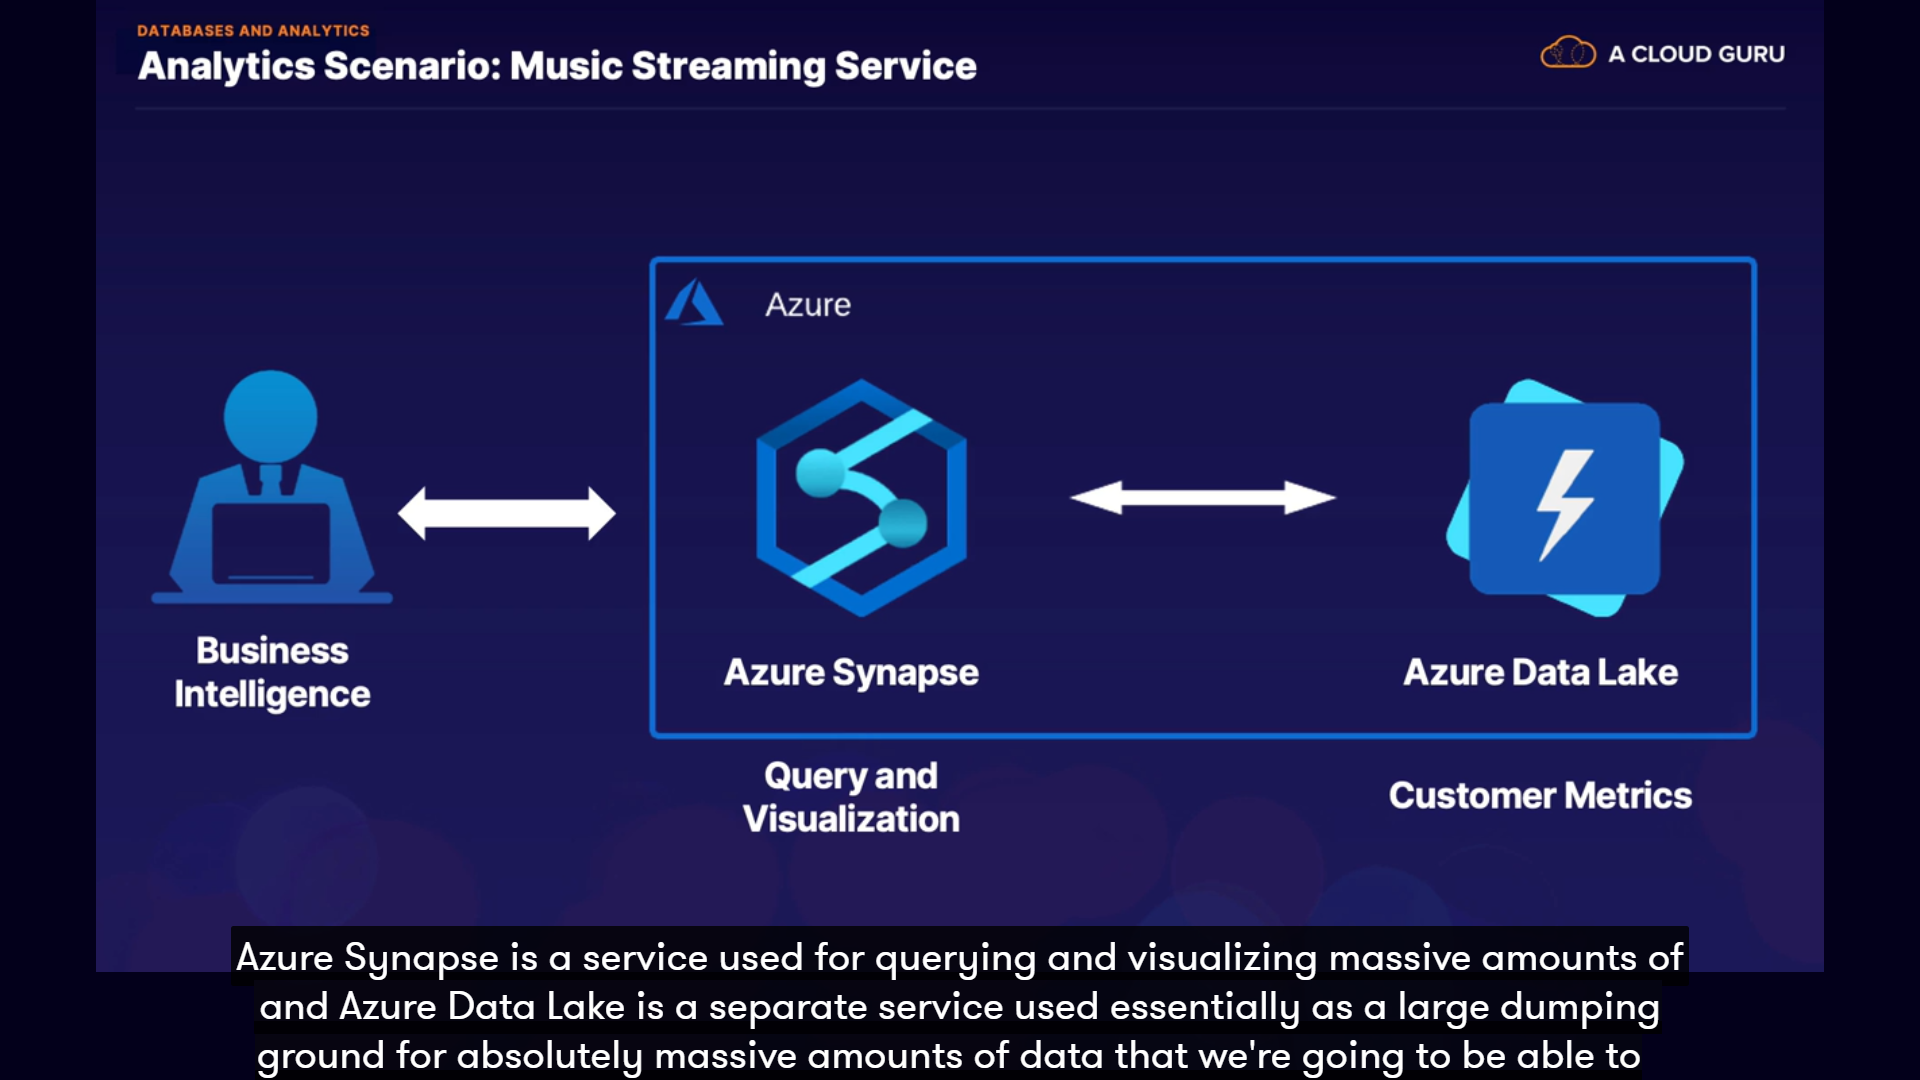 DATABASES AND ANALYTICS
Analytics Scenario: Music Streaming Service
A CLOUD GURU
Azure
Business
Intelligence
Azure Synapse
Azure Data Lake
Query and
Visualization
Customer Metrics
Azure Synapse is a service used for querying and visualizing massive amounts of
and Azure Data Lake is a separate service used essentially as a large dumping
ground for absolutely massive amounts of data that we're going to be able to